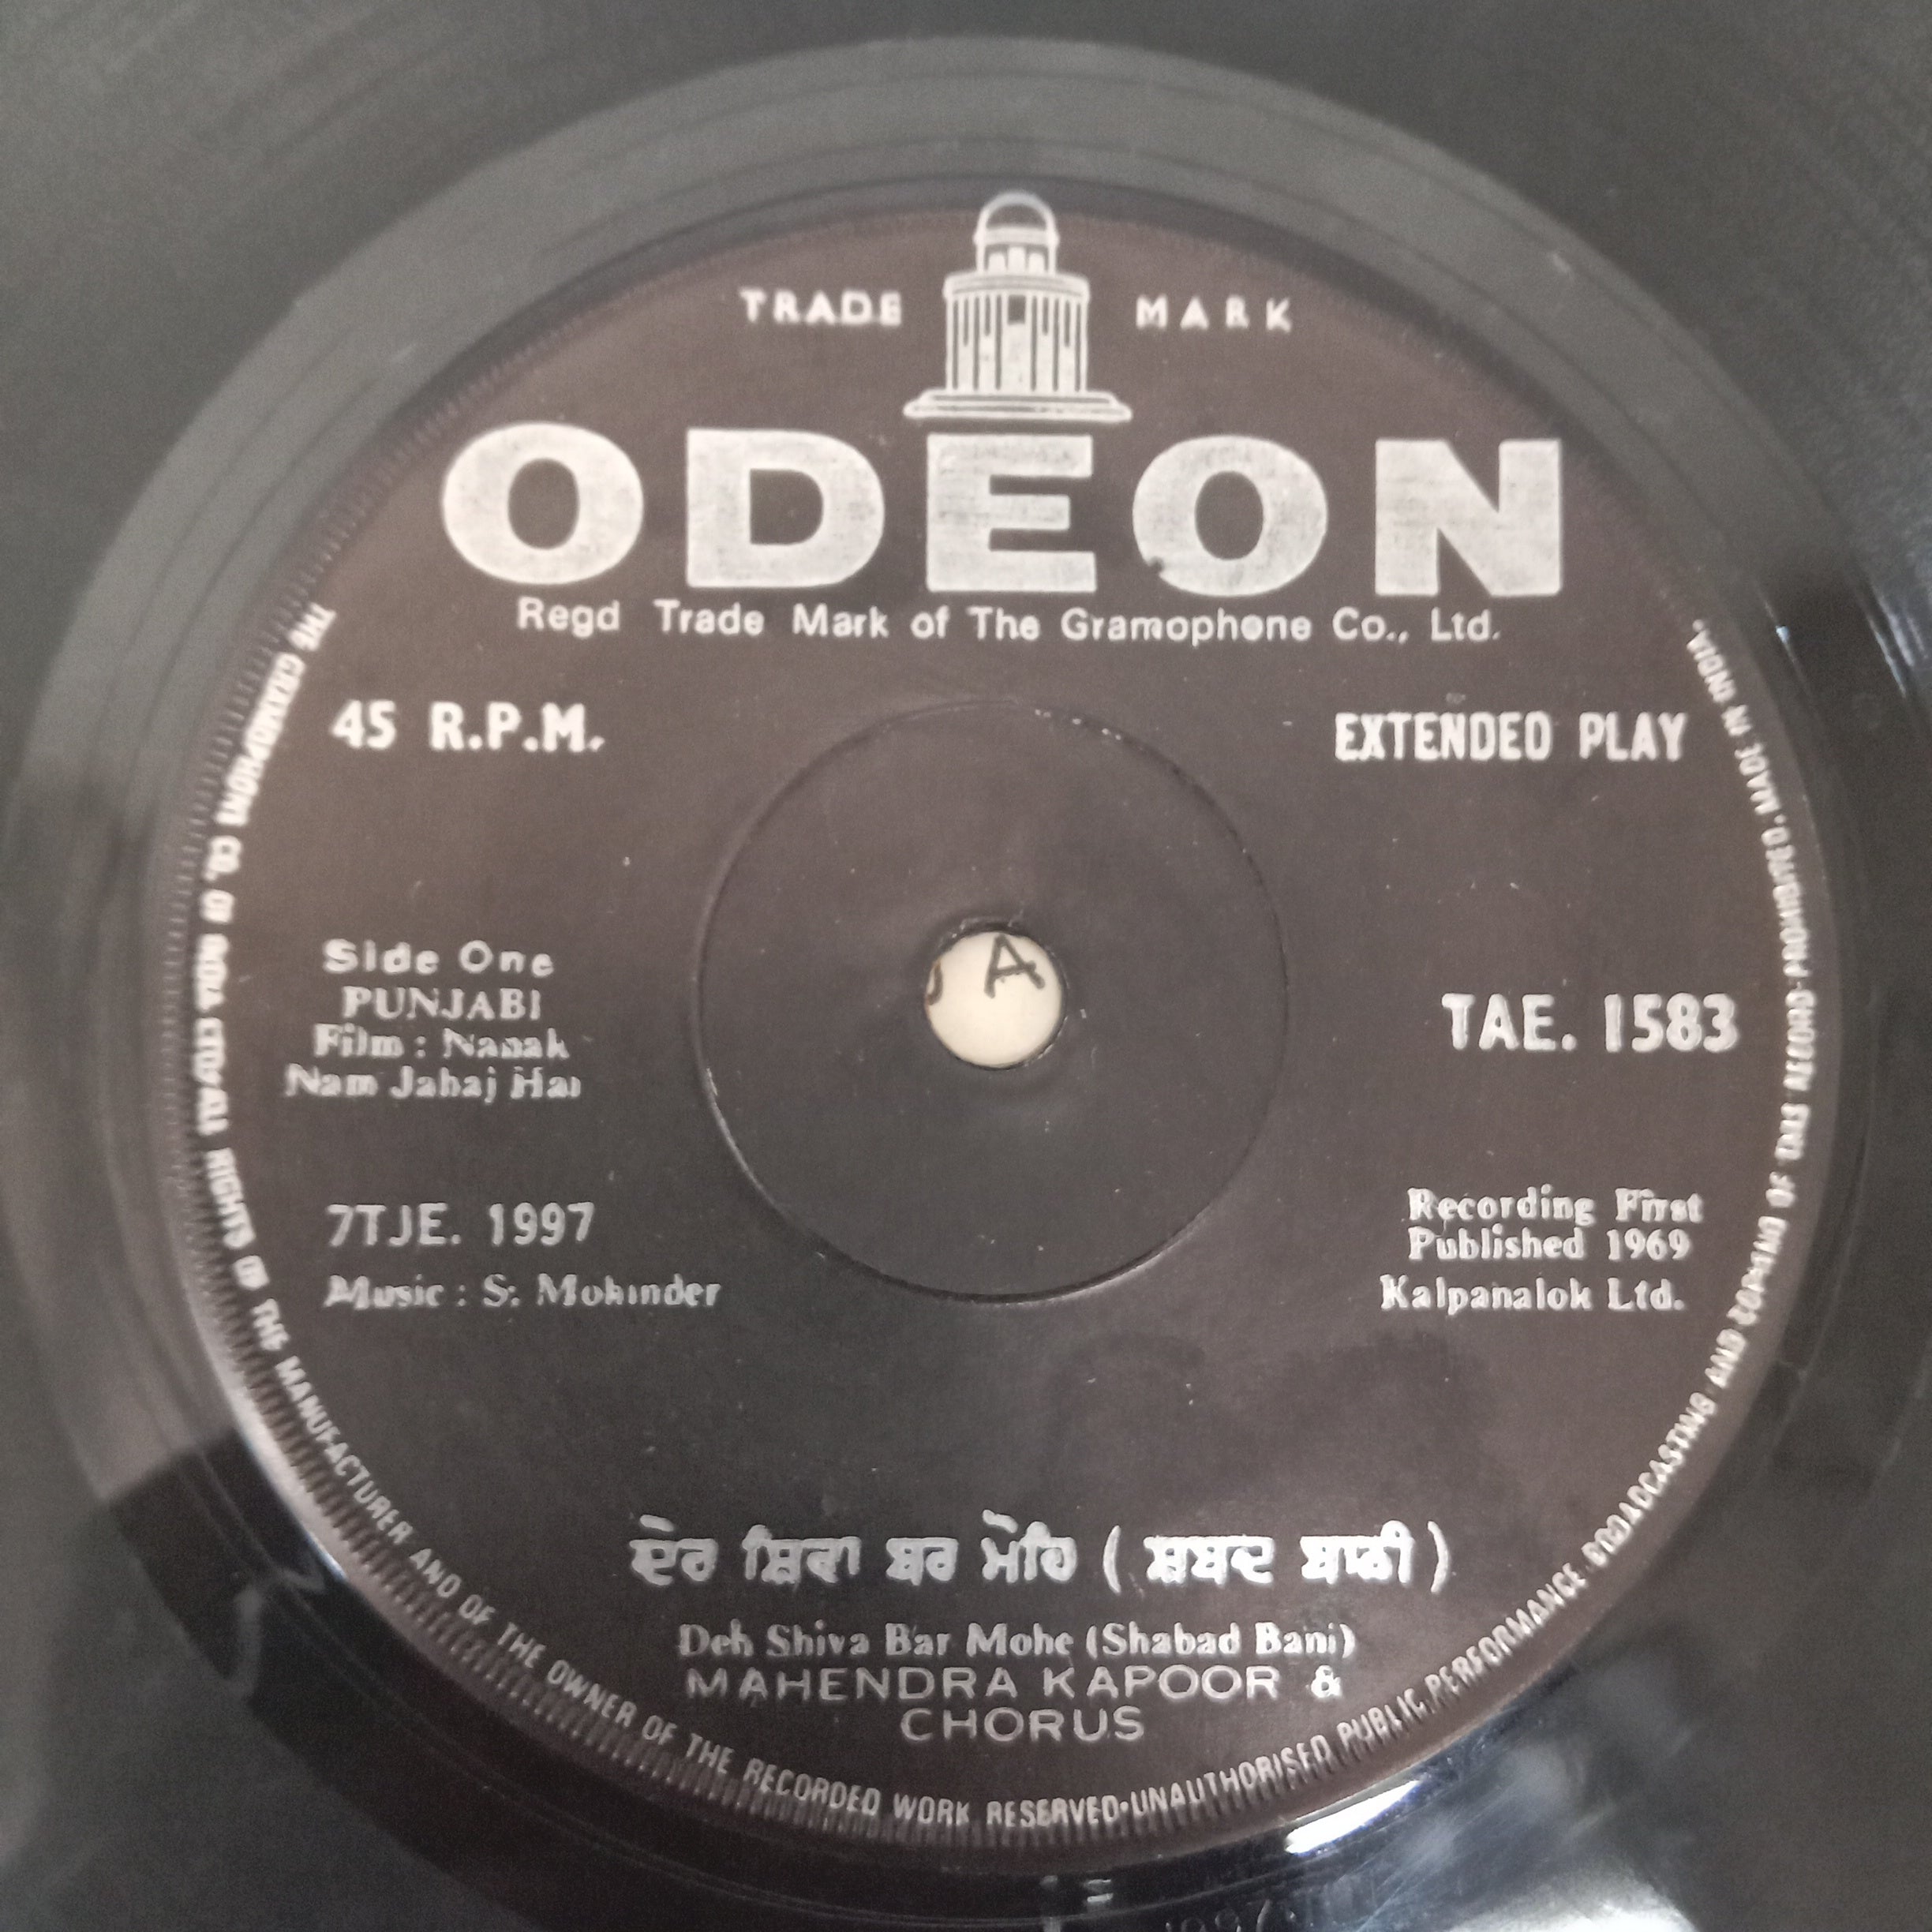 TRADE MARK
ODEON
Regd Trade Mark of The Gramophone Co., Ltd.
45 R.P.M.
EXTENDED PLAY
Side One
PUNJABI
Film : Nanak
Nam Jahaj Hai
A
TAE. 1583
7TJE. 1997
Music : S. Mohinder
Recording First
Published 1969
Kalpanalok Ltd.
ਦੇਹ ਸ਼ਿਵਾ ਬਰ ਮੋਹਿ ( ਸ਼ਬਦ ਬਾਣੀ )
Deh Shiva Bar Mohe (Shabad Bani)
MAHENDRA KAPOOR &
CHORUS
THE GRAMOPHONE CO. OF INDIA LTD. ALL RIGHTS OF THE MANUFACTURER AND OF THE OWNER OF THE RECORDED WORK RESERVED·UNAUTHORISED PUBLIC PERFORMANCE·BROADCASTING AND COPYING OF THIS RECORD PROHIBITED·MADE IN INDIA·